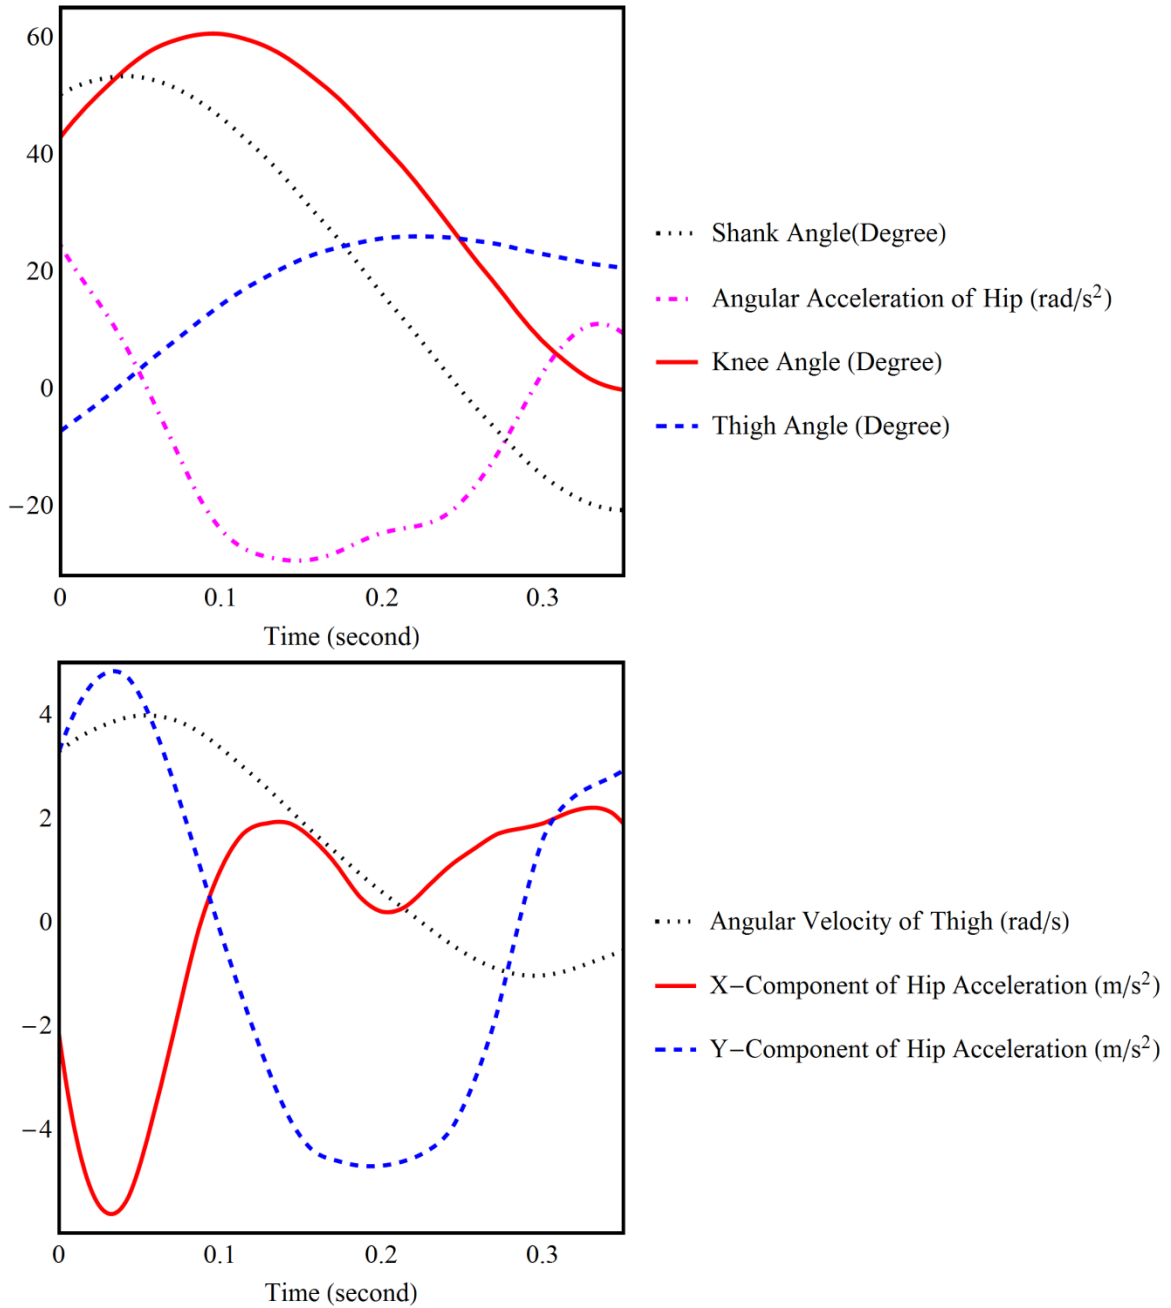 60
40
20
0
−20
0
0.1
0.2
0.3
Time (second)
Shank Angle(Degree)
Angular Acceleration of Hip (rad/s²)
Knee Angle (Degree)
Thigh Angle (Degree)
4
2
0
−2
−4
0
0.1
0.2
0.3
Time (second)
Angular Velocity of Thigh (rad/s)
X−Component of Hip Acceleration (m/s²)
Y−Component of Hip Acceleration (m/s²)